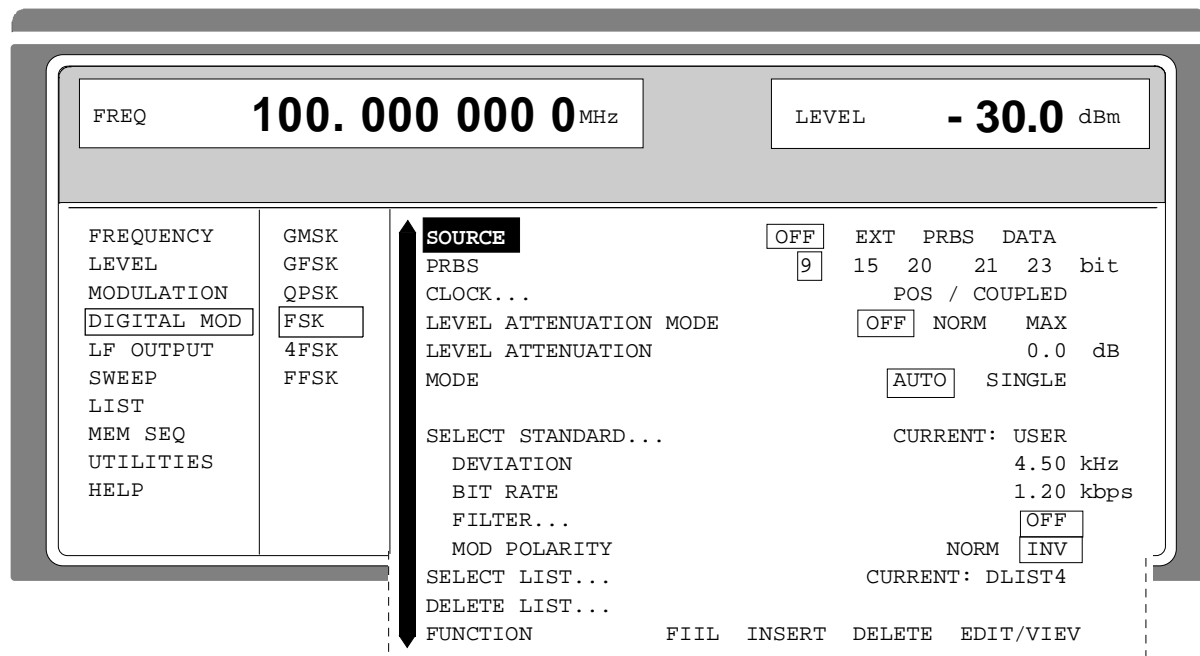 FREQ 100. 000 000 0 MHz LEVEL - 30.0 dBm
FREQUENCY
LEVEL
MODULATION
DIGITAL MOD
LF OUTPUT
SWEEP
LIST
MEM SEQ
UTILITIES
HELP
GMSK
GFSK
QPSK
FSK
4FSK
FFSK
SOURCE OFF EXT PRBS DATA
PRBS 9 15 20 21 23 bit
CLOCK... POS / COUPLED
LEVEL ATTENUATION MODE OFF NORM MAX
LEVEL ATTENUATION 0.0 dB
MODE AUTO SINGLE
SELECT STANDARD... CURRENT: USER
DEVIATION 4.50 kHz
BIT RATE 1.20 kbps
FILTER... OFF
MOD POLARITY NORM INV
SELECT LIST... CURRENT: DLIST4
DELETE LIST...
FUNCTION FIIL INSERT DELETE EDIT/VIEV